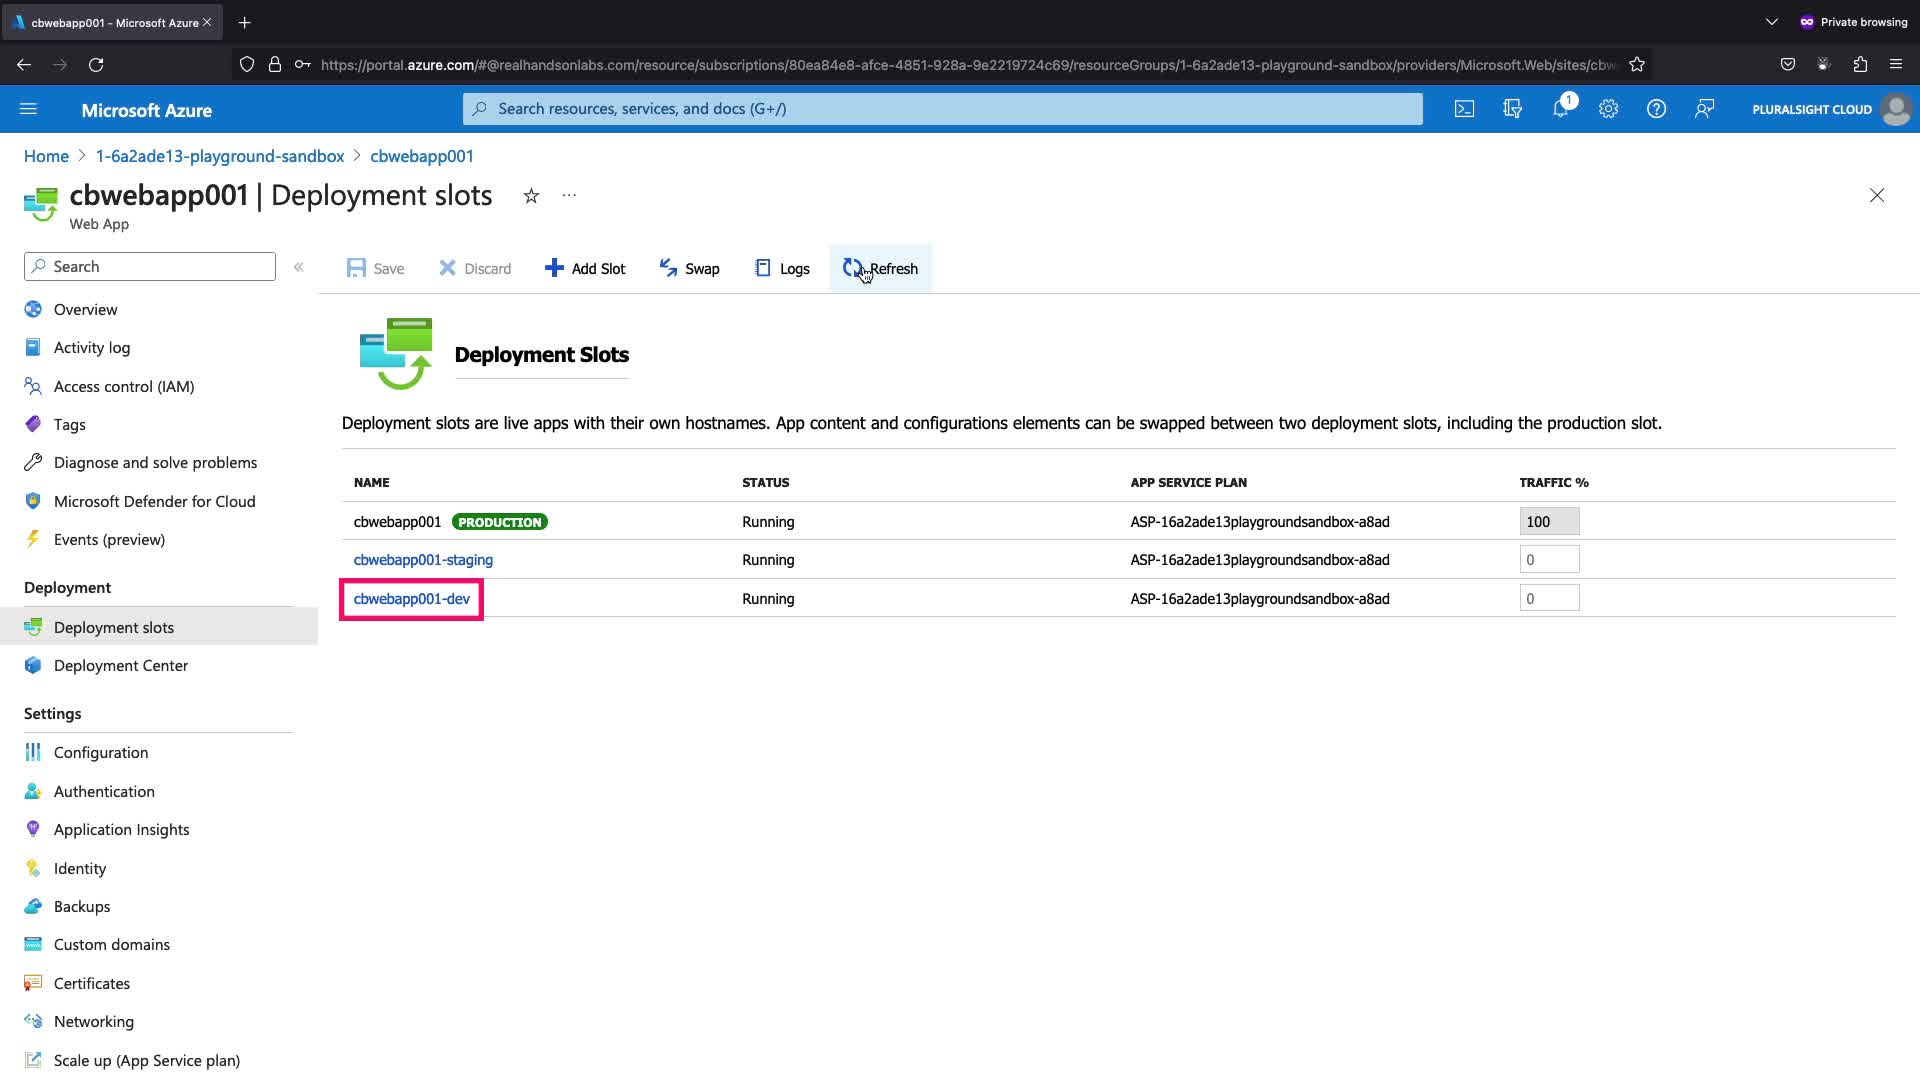 cbwebapp001 - Microsoft Azure
Private browsing
https://portal.azure.com/#@realhandsonlabs.com/resource/subscriptions/80ea84e8-afce-4851-928a-9e2219724c69/resourceGroups/1-6a2ade13-playground-sandbox/providers/Microsoft.Web/sites/cbw
Microsoft Azure
Search resources, services, and docs (G+/)
1
PLURALSIGHT CLOUD
Home > 1-6a2ade13-playground-sandbox > cbwebapp001
cbwebapp001 | Deployment slots
Web App
Search
Save
Discard
Add Slot
Swap
Logs
Refresh
Overview
Activity log
Access control (IAM)
Tags
Diagnose and solve problems
Microsoft Defender for Cloud
Events (preview)
Deployment
Deployment slots
Deployment Center
Settings
Configuration
Authentication
Application Insights
Identity
Backups
Custom domains
Certificates
Networking
Scale up (App Service plan)
Deployment Slots
Deployment slots are live apps with their own hostnames. App content and configurations elements can be swapped between two deployment slots, including the production slot.
NAME STATUS APP SERVICE PLAN TRAFFIC %
cbwebapp001 PRODUCTION Running ASP-16a2ade13playgroundsandbox-a8ad 100
cbwebapp001-staging Running ASP-16a2ade13playgroundsandbox-a8ad 0
cbwebapp001-dev Running ASP-16a2ade13playgroundsandbox-a8ad 0